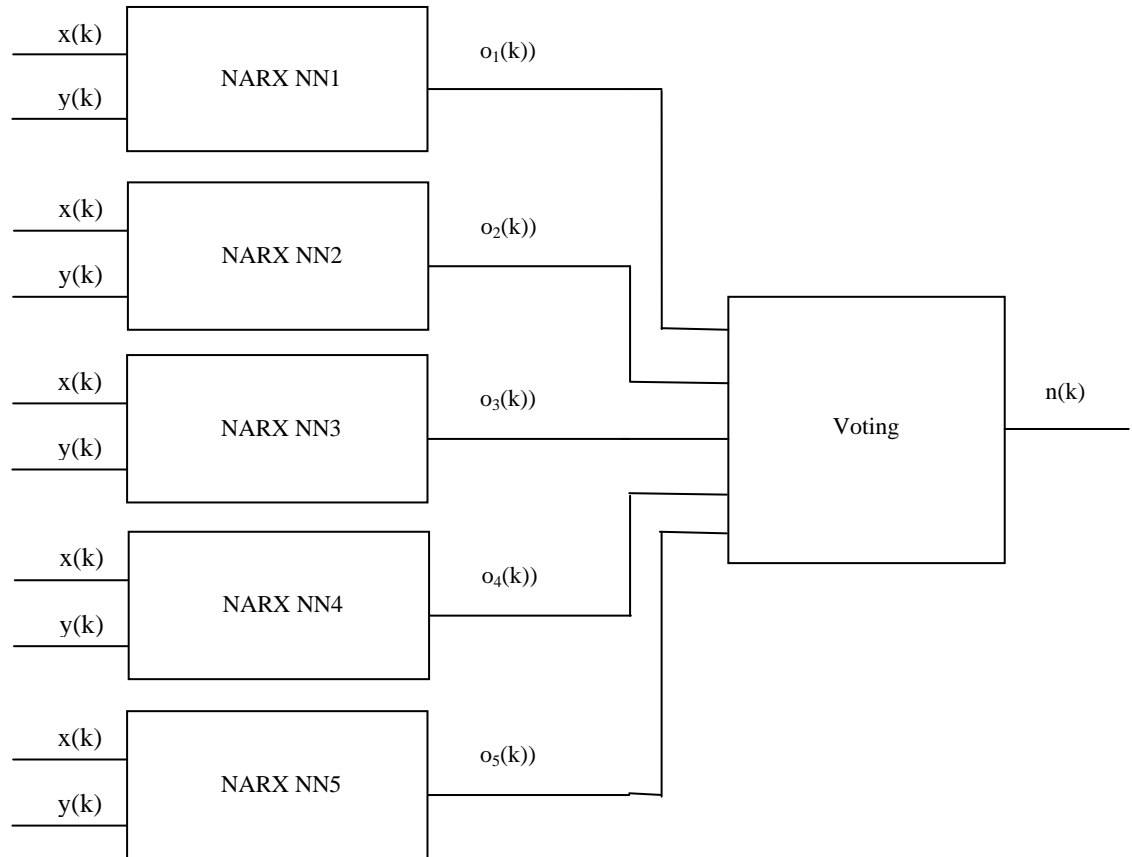 x(k)
y(k)
NARX NN1
o₁(k))
x(k)
y(k)
NARX NN2
o₂(k))
x(k)
y(k)
NARX NN3
o₃(k))
x(k)
y(k)
NARX NN4
o₄(k))
x(k)
y(k)
NARX NN5
o₅(k))
Voting
n(k)